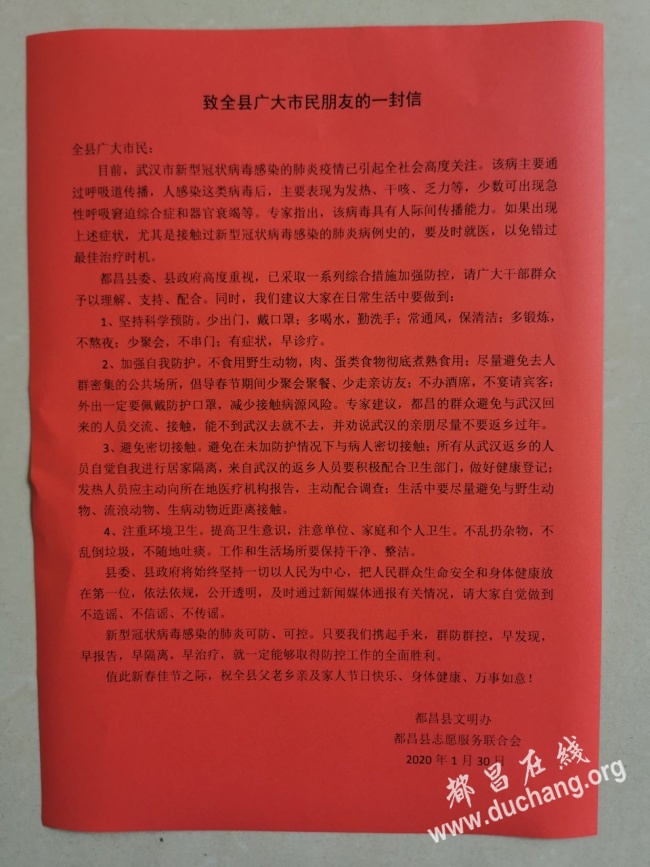 致全县广大市民朋友的一封信
全县广大市民：
目前，武汉市新型冠状病毒感染的肺炎疫情已引起全社会高度关注。该病主要通
过呼吸道传播，人感染这类病毒后，主要表现为发热、干咳、乏力等，少数可出现急
性呼吸窘迫综合症和器官衰竭等。专家指出，该病毒具有人际间传播能力。如果出现
上述症状，尤其是接触过新型冠状病毒感染的肺炎病例史的，要及时就医，以免错过
最佳治疗时机。
都昌县委、县政府高度重视，已采取一系列综合措施加强防控，请广大干部群众
予以理解、支持、配合。同时，我们建议大家在日常生活中要做到：
1、坚持科学预防。少出门，戴口罩；多喝水，勤洗手；常通风，保清洁；多锻炼，
不熬夜；少聚会，不串门；有症状，早诊疗。
2、加强自我防护。不食用野生动物，肉、蛋类食物彻底煮熟食用；尽量避免去人
群密集的公共场所，倡导春节期间少聚会聚餐、少走亲访友；不办酒席，不宴请宾客；
外出一定要佩戴防护口罩，减少接触病源风险。专家建议，都昌的群众避免与武汉回
来的人员交流、接触，能不到武汉去就不去，并劝说武汉的亲朋尽量不要返乡过年。
3、避免密切接触。避免在未加防护情况下与病人密切接触；所有从武汉返乡的人
员自觉自我进行居家隔离，来自武汉的返乡人员要积极配合卫生部门，做好健康登记；
发热人员应主动向所在地医疗机构报告，主动配合调查；生活中要尽量避免与野生动
物、流浪动物、生病动物近距离接触。
4、注重环境卫生。提高卫生意识，注意单位、家庭和个人卫生。不乱扔杂物，不
乱倒垃圾，不随地吐痰。工作和生活场所要保持干净、整洁。
县委、县政府将始终坚持一切以人民为中心，把人民群众生命安全和身体健康放
在第一位，依法依规，公开透明，及时通过新闻媒体通报有关情况，请大家自觉做到
不造谣、不信谣、不传谣。
新型冠状病毒感染的肺炎可防、可控。只要我们携起手来，群防群控，早发现，
早报告，早隔离，早治疗，就一定能够取得防控工作的全面胜利。
值此新春佳节之际，祝全县父老乡亲及家人节日快乐、身体健康、万事如意！
都昌县文明办
都昌县志愿服务联合会
2020 年 1 月 30 日
都昌在线
www.duchang.org